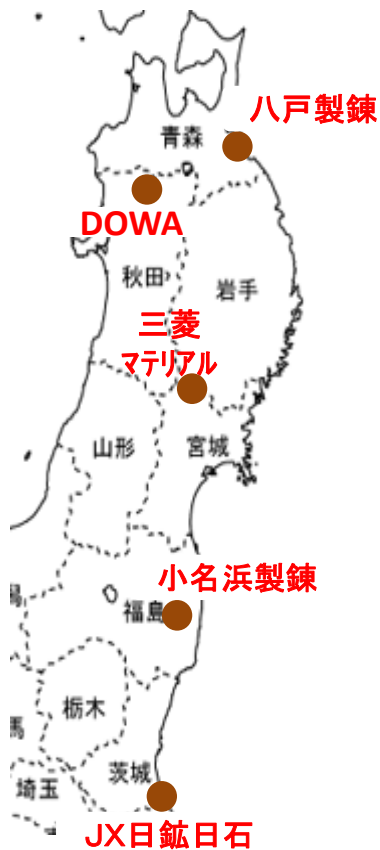 八戸製錬
青森
DOWA
秋田
岩手
三菱
マテリアル
山形
宮城
小名浜製錬
福島
栃木
馬
茨城
埼玉
JX日鉱日石